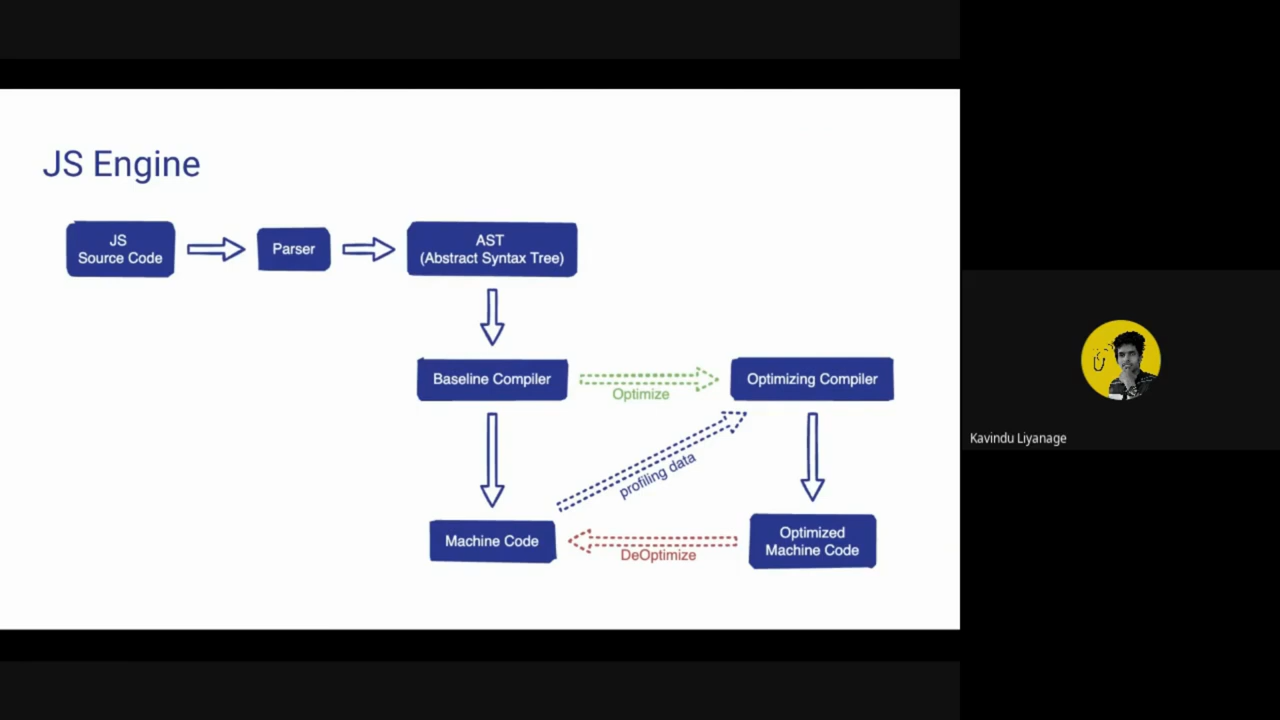 JS Engine
JS
Source Code
Parser
AST
(Abstract Syntax Tree)
Baseline Compiler
Optimize
Optimizing Compiler
profiling data
Machine Code
DeOptimize
Optimized
Machine Code
Kavindu Liyanage